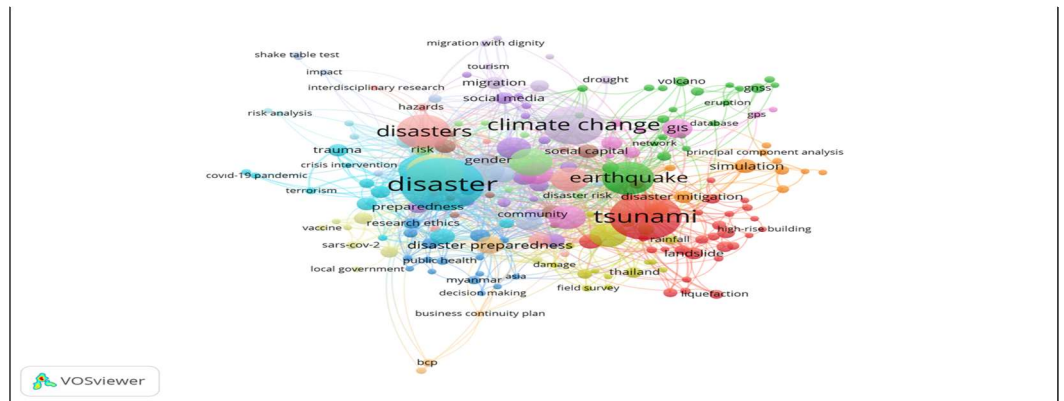 migration with dignity
shake table test
tourism
impact
drought
volcano
migration
interdisciplinary research
gnss
social media
hazards
eruption
risk analysis
gps
database
climate change
gis
disasters
network
trauma
risk
social capital
principal component analysis
gender
crisis intervention
simulation
covid-19 pandemic
earthquake
disaster
terrorism
disaster risk
disaster mitigation
preparedness
community
tsunami
research ethics
vaccine
high-rise building
rainfall
sars-cov-2
disaster preparedness
landslide
public health
damage
local government
thailand
asia
myanmar
field survey
decision making
liquefaction
business continuity plan
bcp
VOSviewer